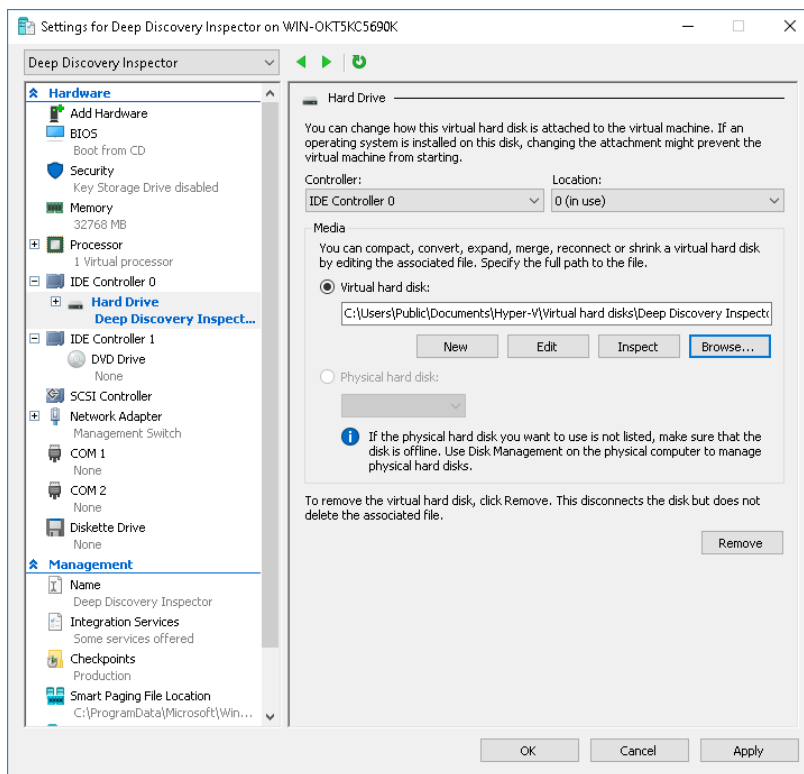 Settings for Deep Discovery Inspector on WIN-OKT5KC5690K
Deep Discovery Inspector
Hardware
Add Hardware
BIOS
Boot from CD
Security
Key Storage Drive disabled
Memory
32768 MB
Processor
1 Virtual processor
IDE Controller 0
Hard Drive
Deep Discovery Inspect...
IDE Controller 1
DVD Drive
None
SCSI Controller
Network Adapter
Management Switch
COM 1
None
COM 2
None
Diskette Drive
None
Management
Name
Deep Discovery Inspector
Integration Services
Some services offered
Checkpoints
Production
Smart Paging File Location
C:\ProgramData\Microsoft\Win...
Hard Drive
You can change how this virtual hard disk is attached to the virtual machine. If an
operating system is installed on this disk, changing the attachment might prevent the
virtual machine from starting.
Controller:
Location:
IDE Controller 0
0 (in use)
Media
You can compact, convert, expand, merge, reconnect or shrink a virtual hard disk
by editing the associated file. Specify the full path to the file.
Virtual hard disk:
C:\Users\Public\Documents\Hyper-V\Virtual hard disks\Deep Discovery Inspecto
New
Edit
Inspect
Browse...
Physical hard disk:
If the physical hard disk you want to use is not listed, make sure that the
disk is offline. Use Disk Management on the physical computer to manage
physical hard disks.
To remove the virtual hard disk, click Remove. This disconnects the disk but does not
delete the associated file.
Remove
OK
Cancel
Apply